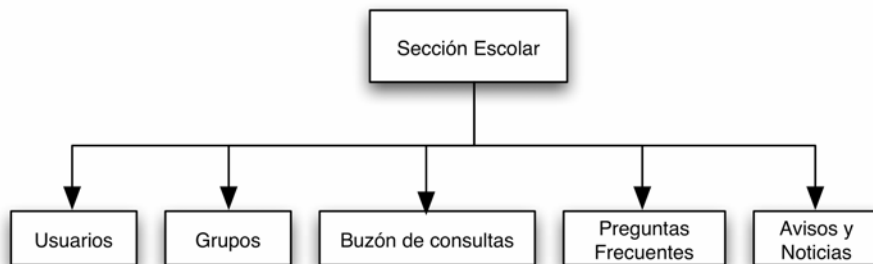 Sección Escolar
Usuarios
Grupos
Buzón de consultas
Preguntas
Frecuentes
Avisos y
Noticias